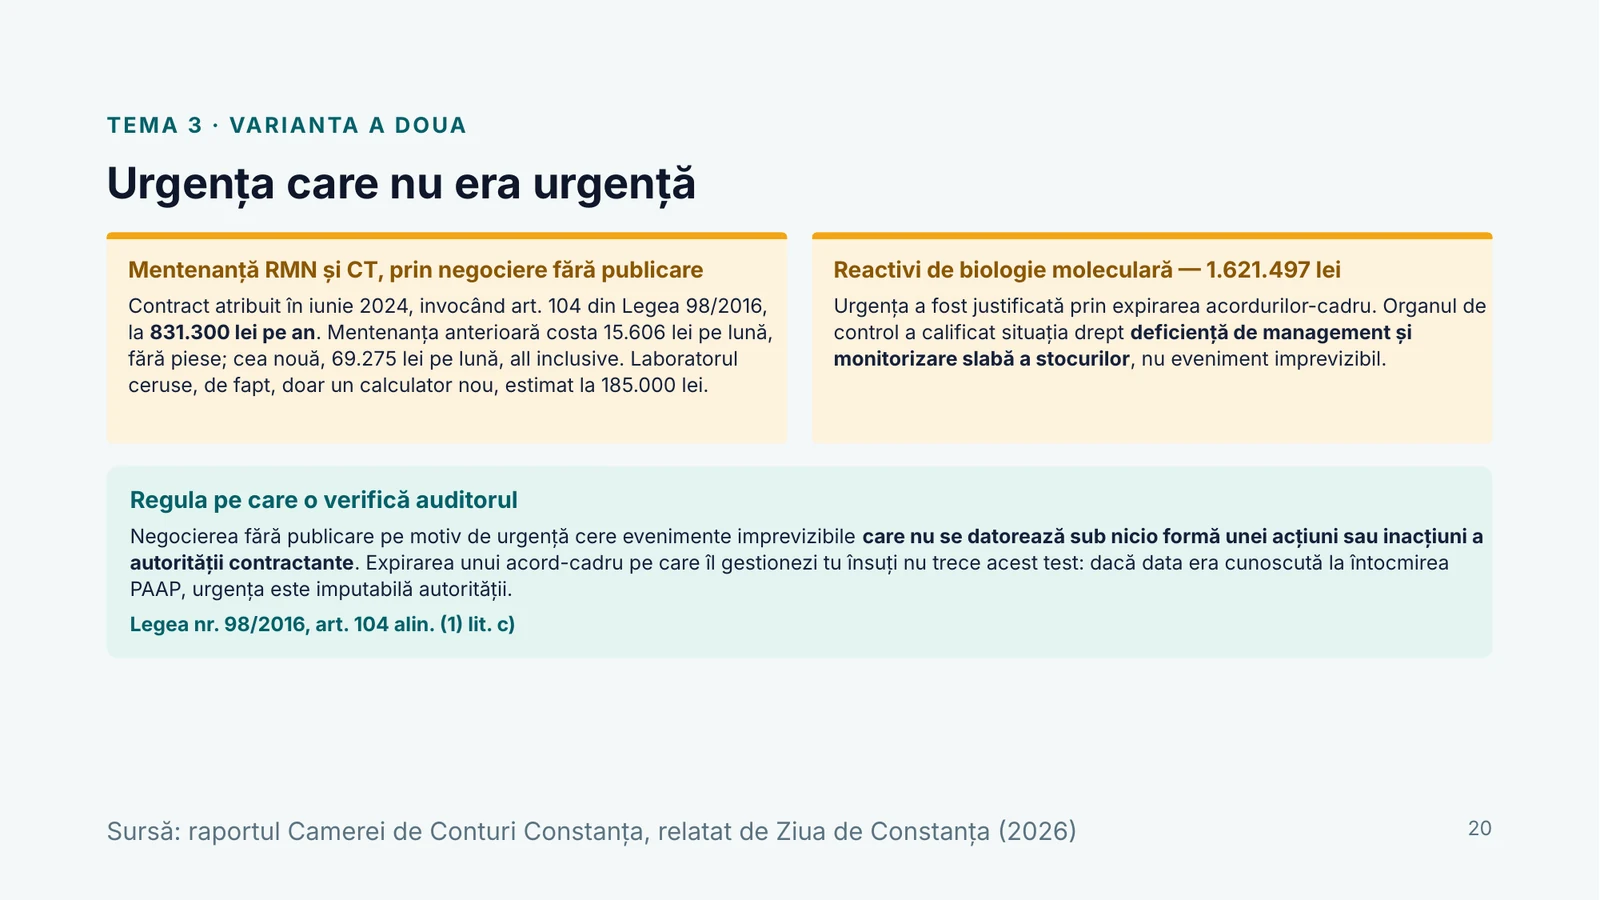 TEMA 3 · VARIANTA A DOUA
Urgența care nu era urgență
Mentenanță RMN și CT, prin negociere fără publicare
Contract atribuit în iunie 2024, invocând art. 104 din Legea 98/2016,
la 831.300 lei pe an. Mentenanța anterioară costa 15.606 lei pe lună,
fără piese; cea nouă, 69.275 lei pe lună, all inclusive. Laboratorul
ceruse, de fapt, doar un calculator nou, estimat la 185.000 lei.
Reactivi de biologie moleculară — 1.621.497 lei
Urgența a fost justificată prin expirarea acordurilor-cadru. Organul de
control a calificat situația drept deficiență de management și
monitorizare slabă a stocurilor, nu eveniment imprevizibil.
Regula pe care o verifică auditorul
Negocierea fără publicare pe motiv de urgență cere evenimente imprevizibile care nu se datorează sub nicio formă unei acțiuni sau inacțiuni a
autorității contractante. Expirarea unui acord-cadru pe care îl gestionezi tu însuți nu trece acest test: dacă data era cunoscută la întocmirea
PAAP, urgența este imputabilă autorității.
Legea nr. 98/2016, art. 104 alin. (1) lit. c)
Sursă: raportul Camerei de Conturi Constanța, relatat de Ziua de Constanța (2026)
20